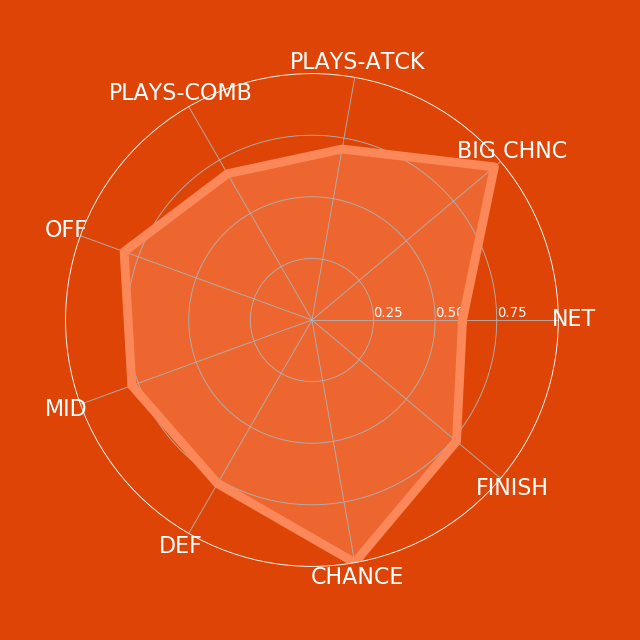 PLAYS-ATCK
PLAYS-COMB
BIG CHNC
OFF
0.25
0.50
0.75
NET
MID
FINISH
DEF
CHANCE